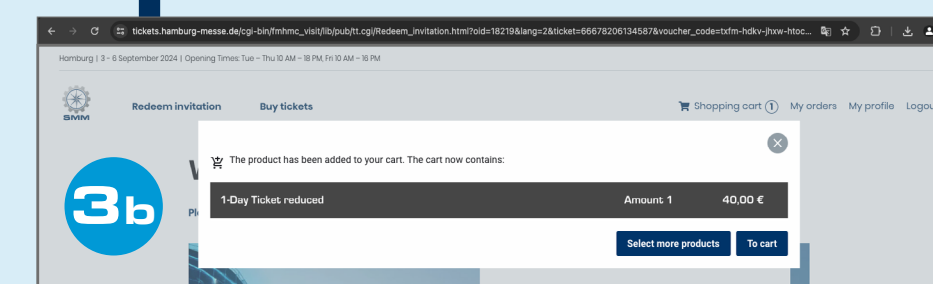 tickets.hamburg-messe.de/cgi-bin/fmhmc_visit/lib/pub/tt.cgi/Redeem_invitation.html?oid=18219&lang=2&ticket=66678206134587&voucher_code=txfm-hdkv-jhxw-htoc...
Hamburg | 3 - 6 September 2024 | Opening Times: Tue – Thu 10 AM – 18 PM, Fri 10 AM – 16 PM
SMM
Redeem invitation Buy tickets Shopping cart 1 My orders My profile Logou
The product has been added to your cart. The cart now contains:
3b
1-Day Ticket reduced Amount 1 40,00 €
Select more products To cart